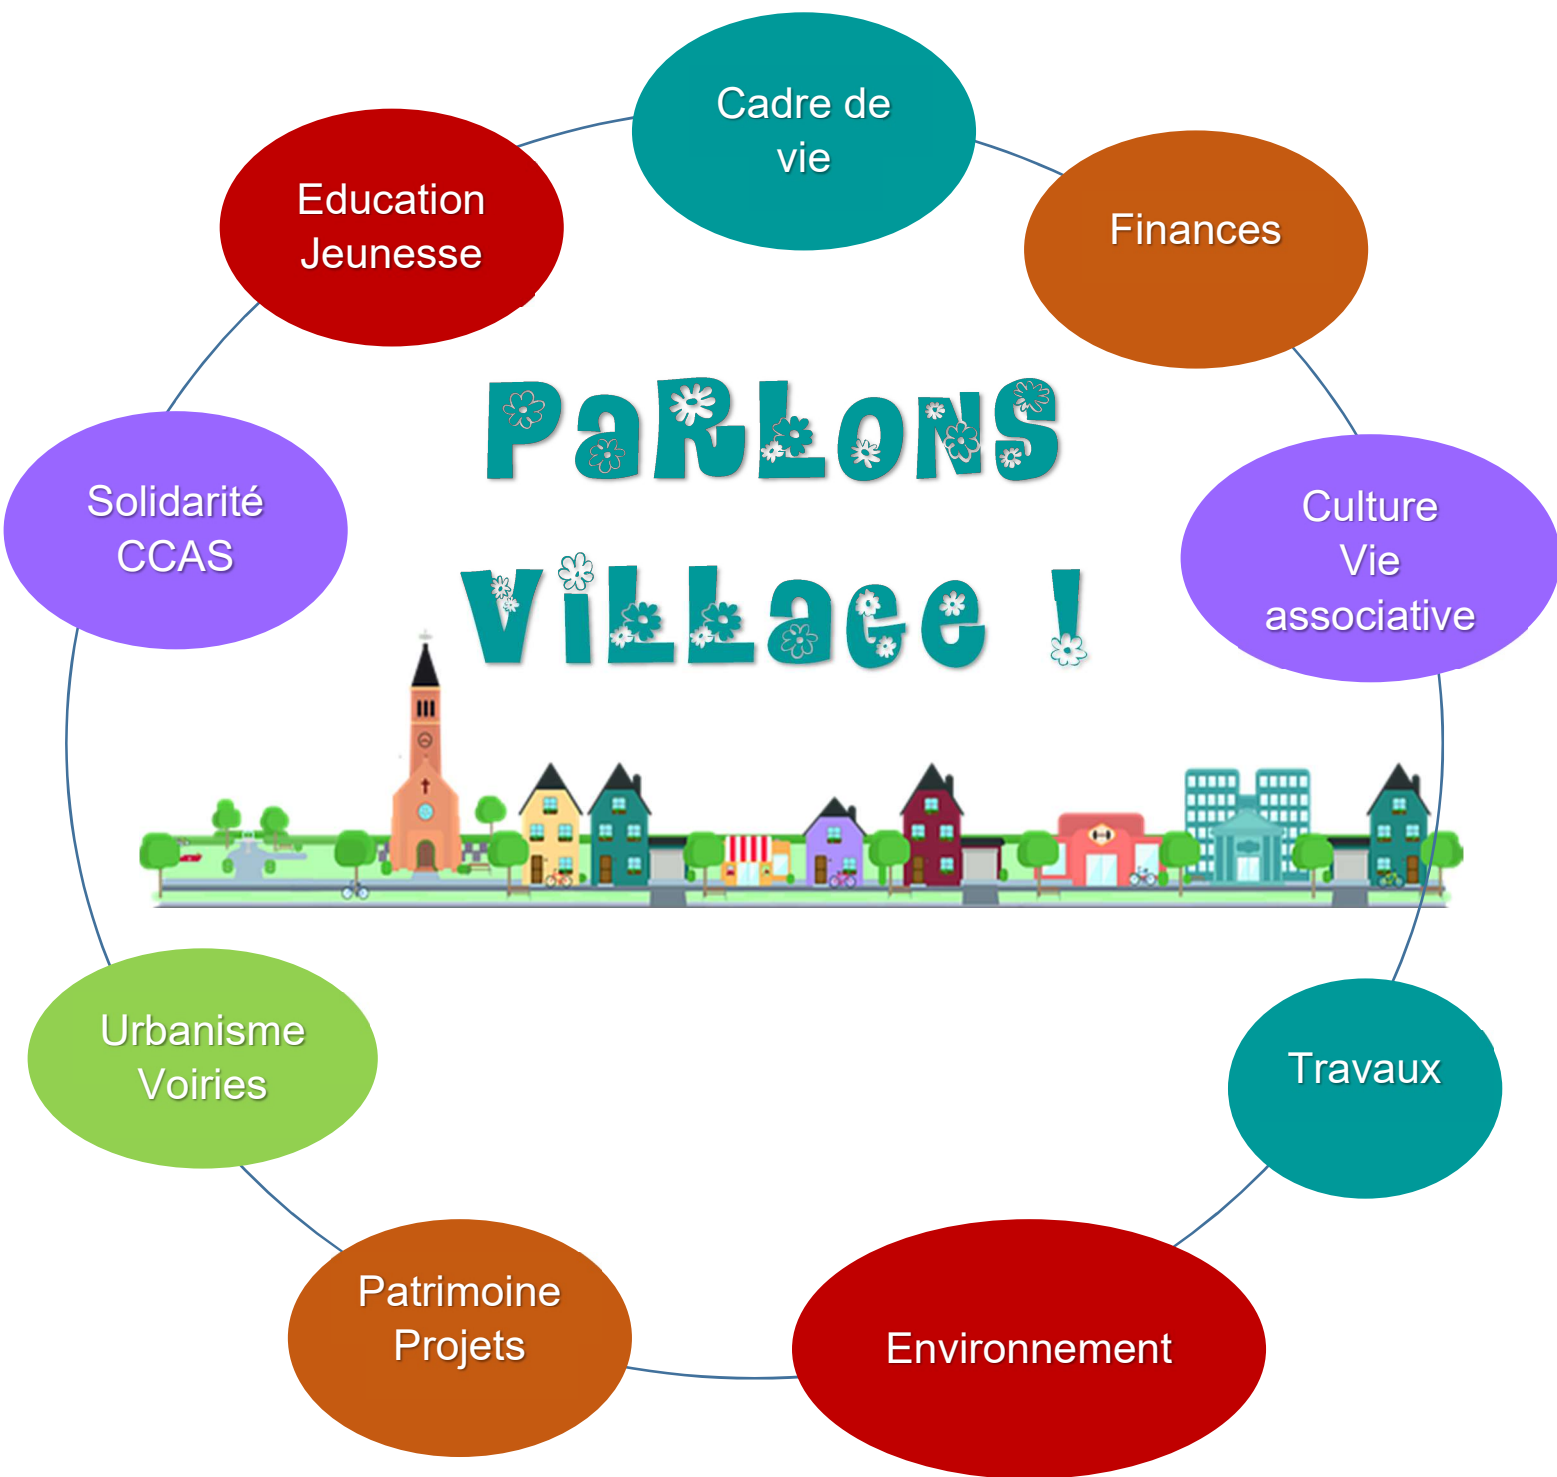 Cadre de
vie
Education
Jeunesse
Finances
PaRLONS
ViLLaGe !
Solidarité
CCAS
Culture
Vie
associative
Urbanisme
Voiries
Travaux
Patrimoine
Projets
Environnement